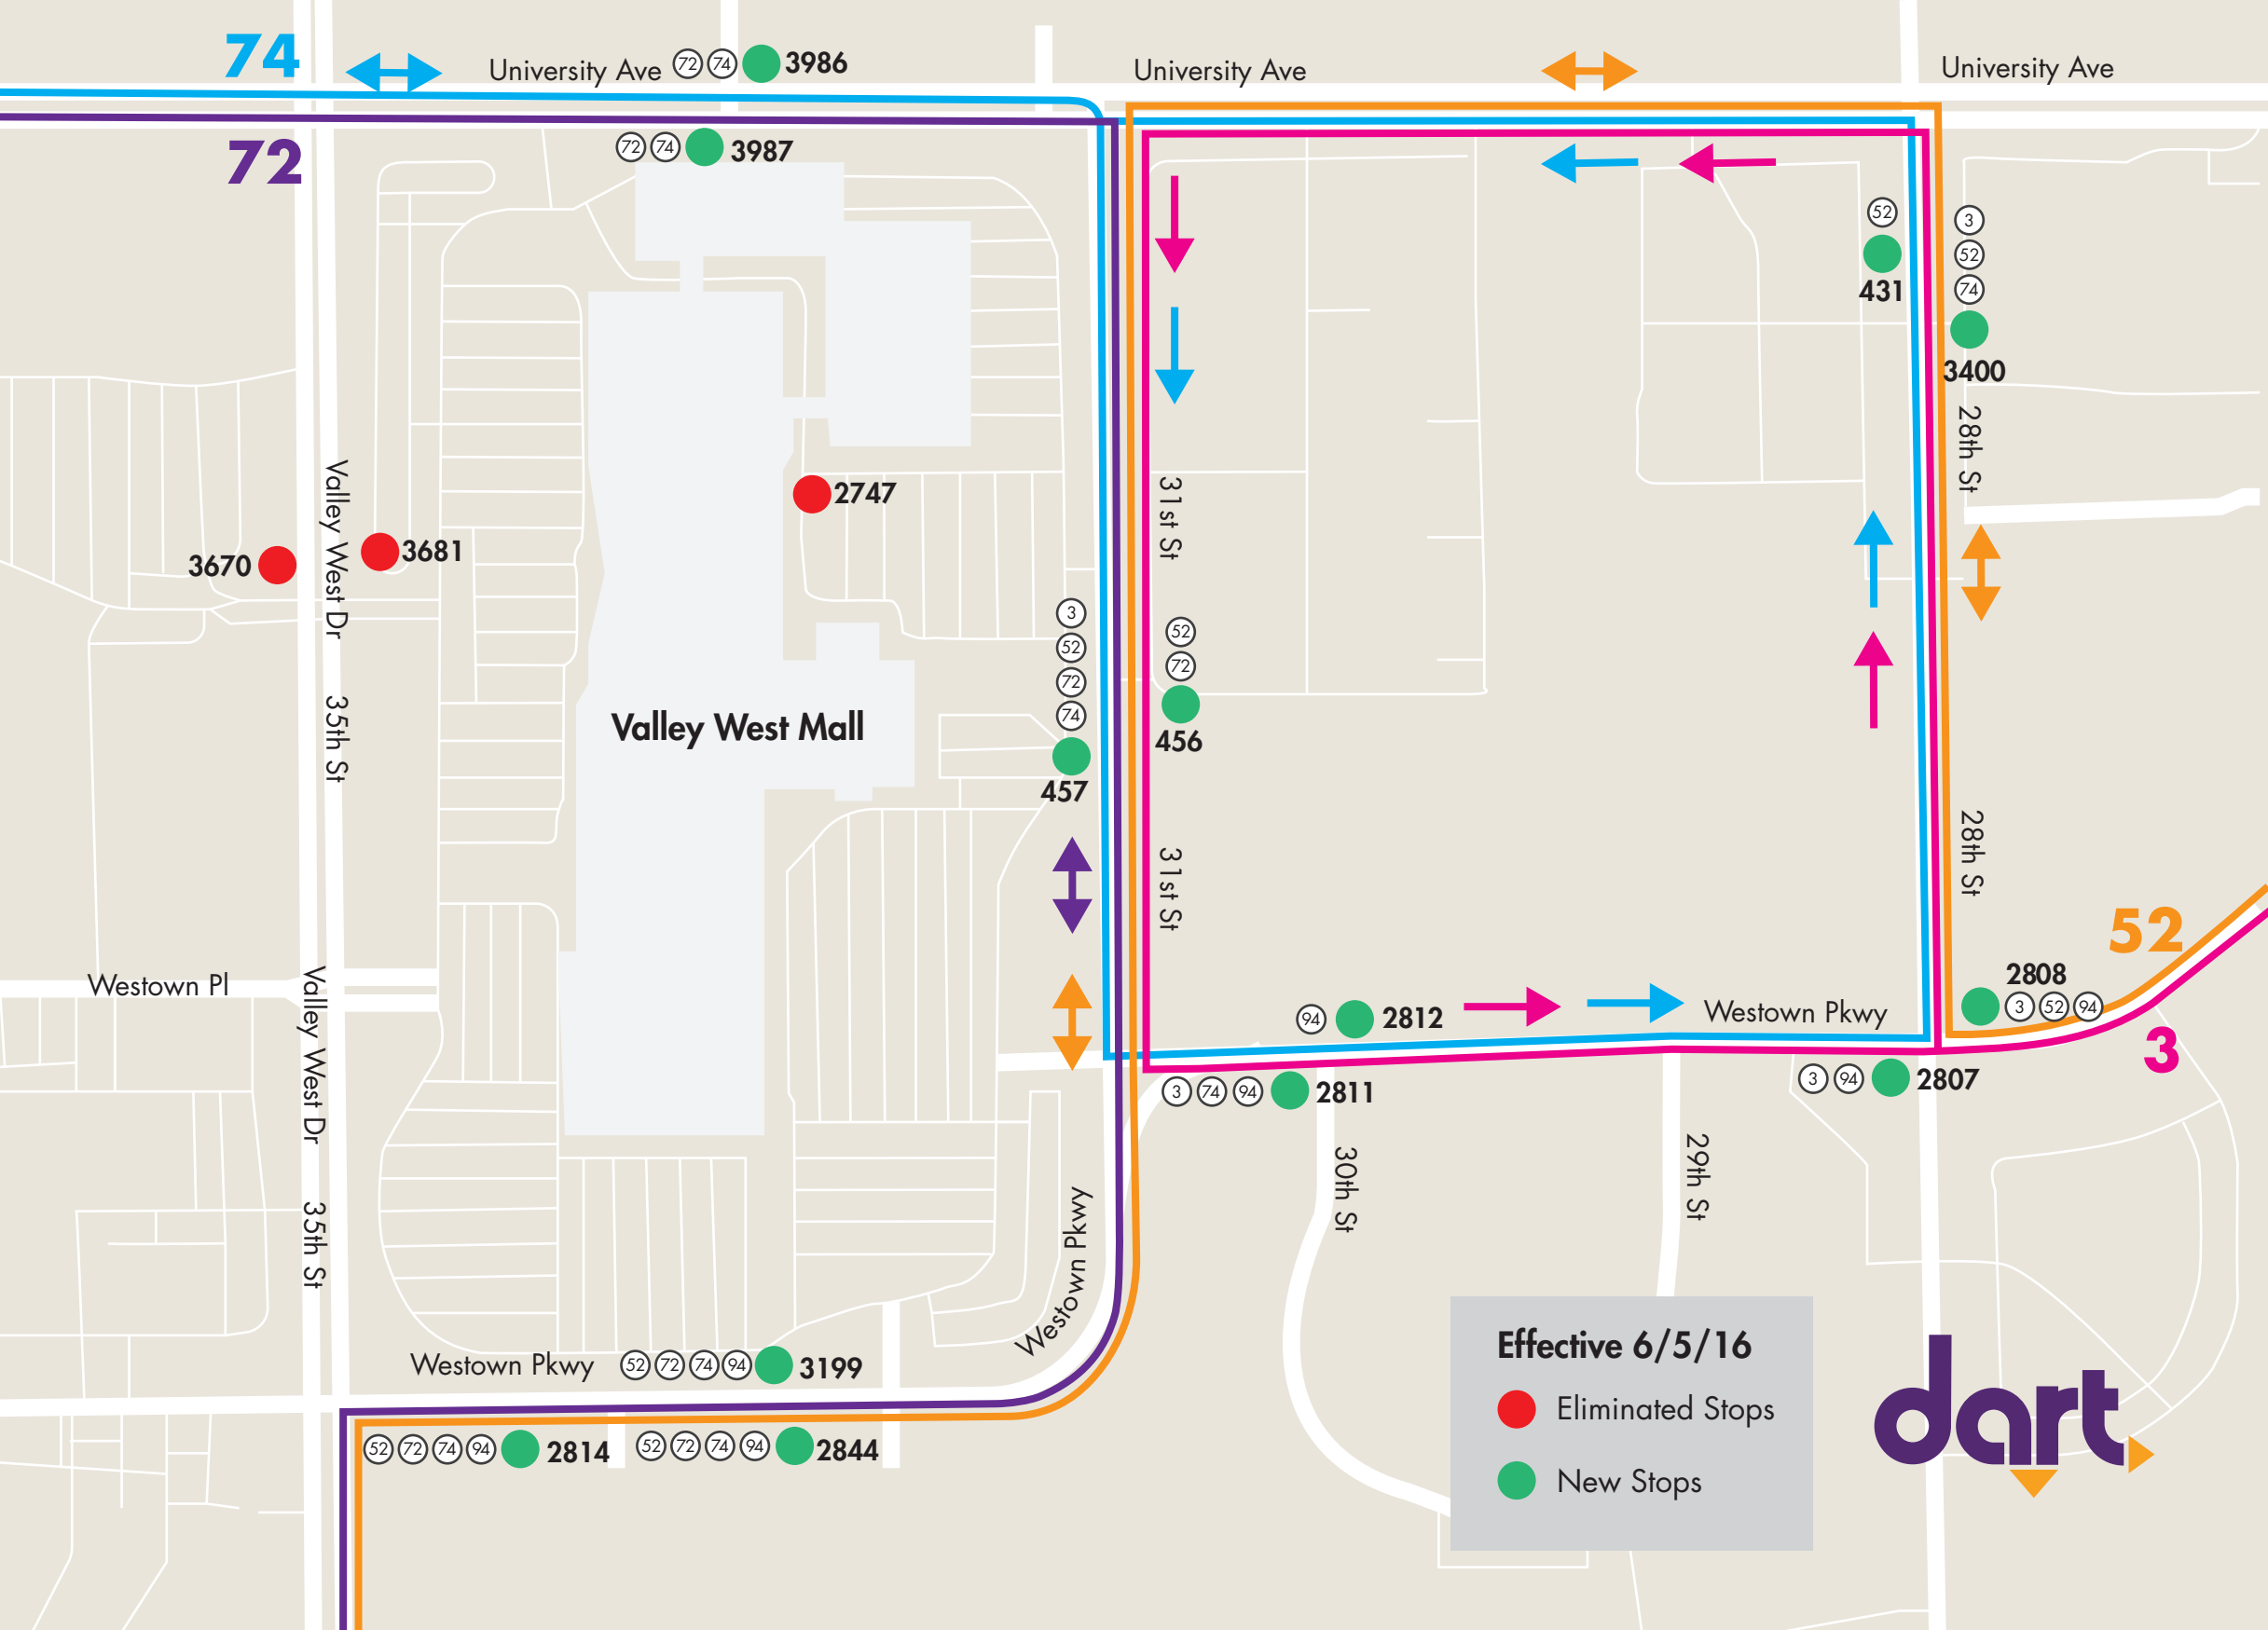 74
University Ave
72 74
3986
University Ave
University Ave
72
72 74
3987
52
431
3
52
74
3400
28th St
Valley West Dr
3670
3681
2747
31st St
3
52
72
74
457
52
72
456
35th St
Valley West Mall
31st St
28th St
52
2808
3 52 94
3
Westown Pl
Valley West Dr
94
2812
Westown Pkwy
3 74 94
2811
3 94
2807
35th St
30th St
29th St
Westown Pkwy
Westown Pkwy
52 72 74 94
3199
52 72 74 94
2814
52 72 74 94
2844
Effective 6/5/16
Eliminated Stops
New Stops
dart